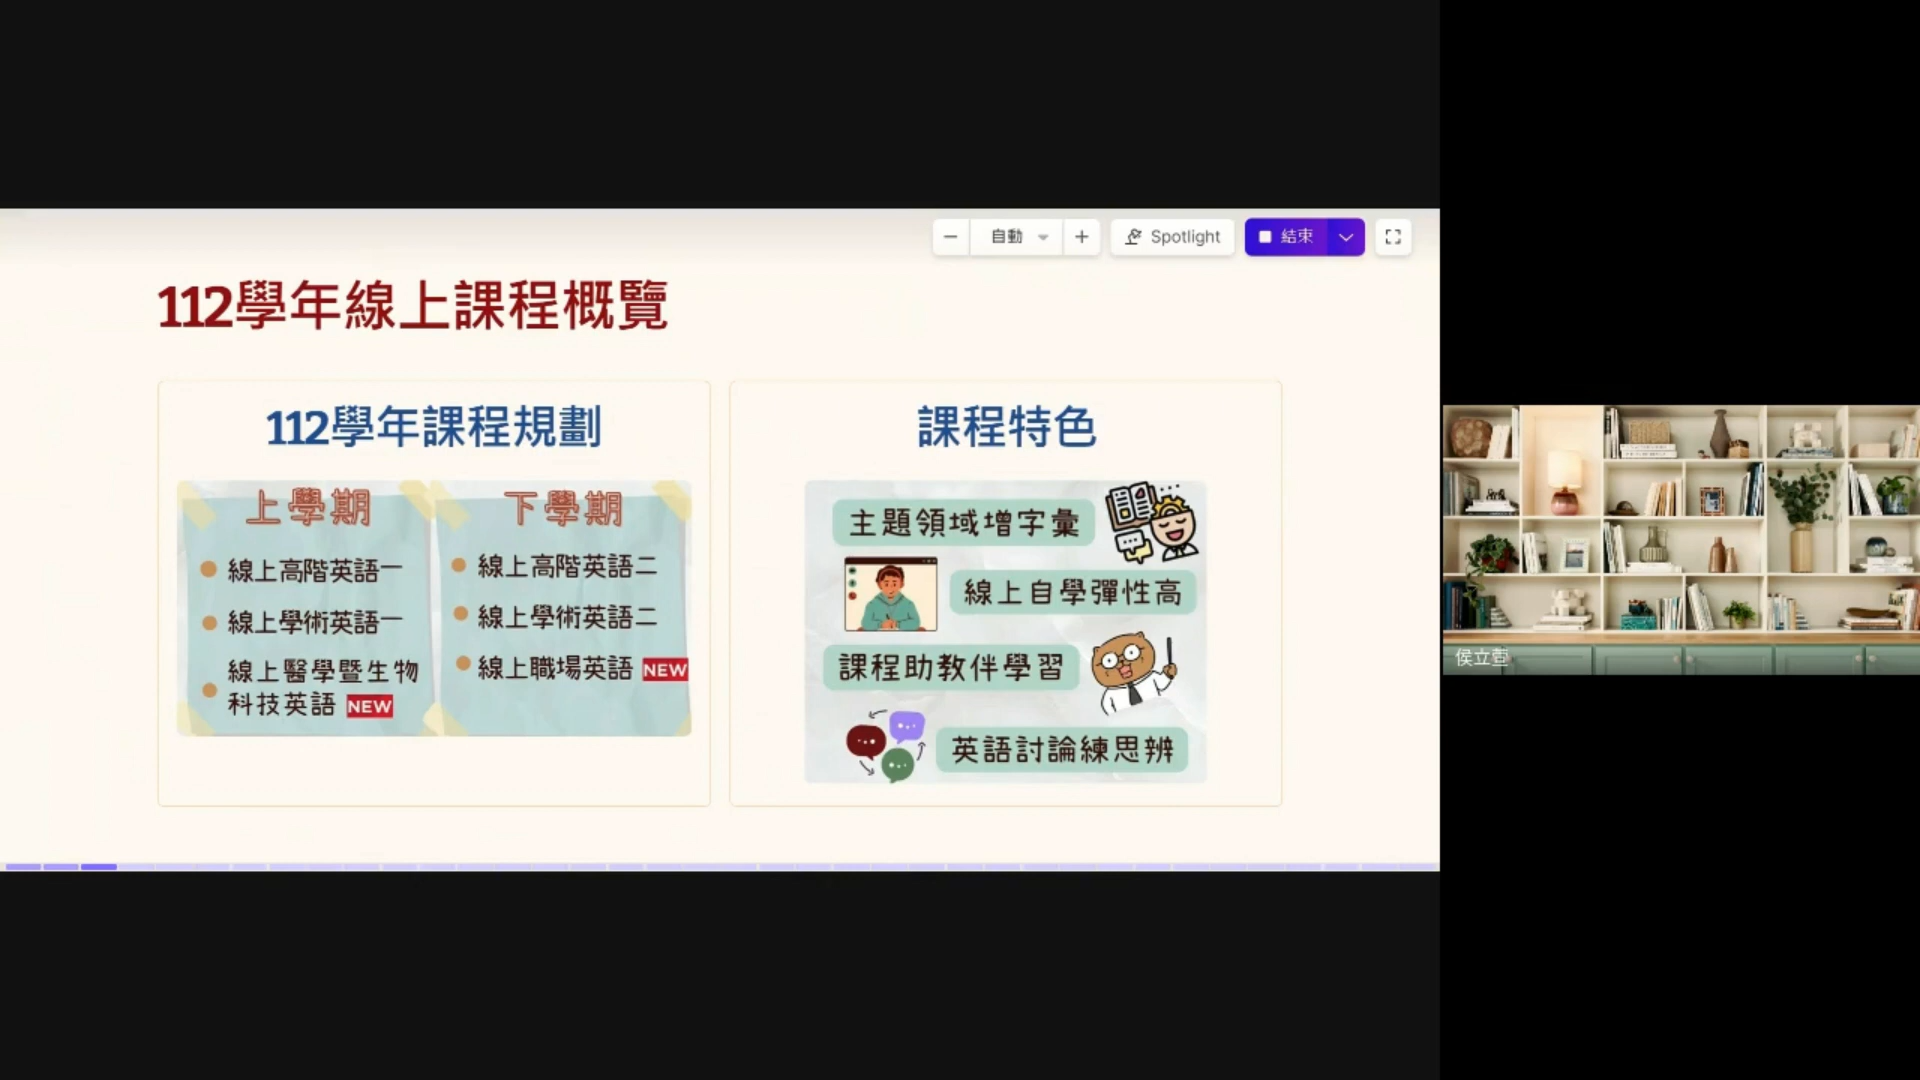 自動
Spotlight
結束
112學年線上課程概覽
112學年課程規劃
上學期
線上高階英語一
線上學術英語一
線上醫學暨生物
科技英語 NEW
下學期
線上高階英語二
線上學術英語二
線上職場英語 NEW
課程特色
主題領域增字彙
線上自學彈性高
課程助教伴學習
英語討論練思辨
侯立壼